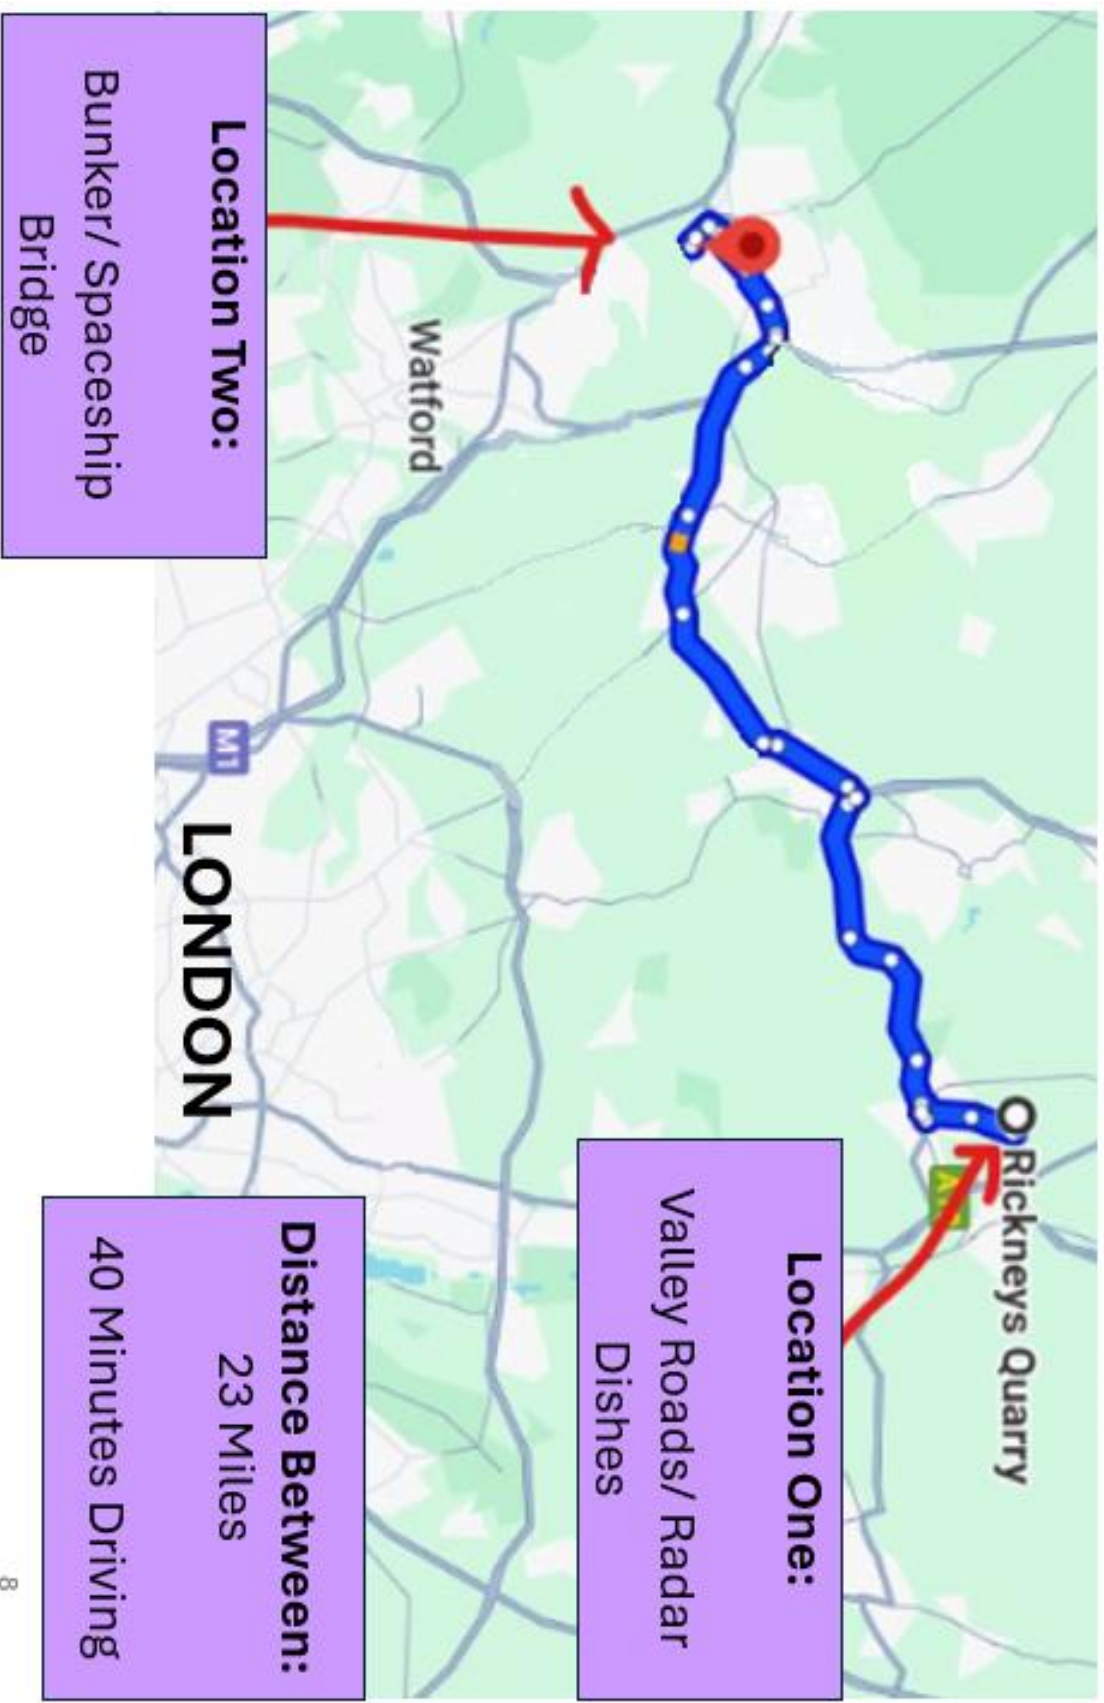 Rickneys Quarry
Location One:
Valley Roads/ Radar
Dishes
Watford
M1
LONDON
Location Two:
Bunker/ Spaceship
Bridge
Distance Between:
23 Miles
40 Minutes Driving
8